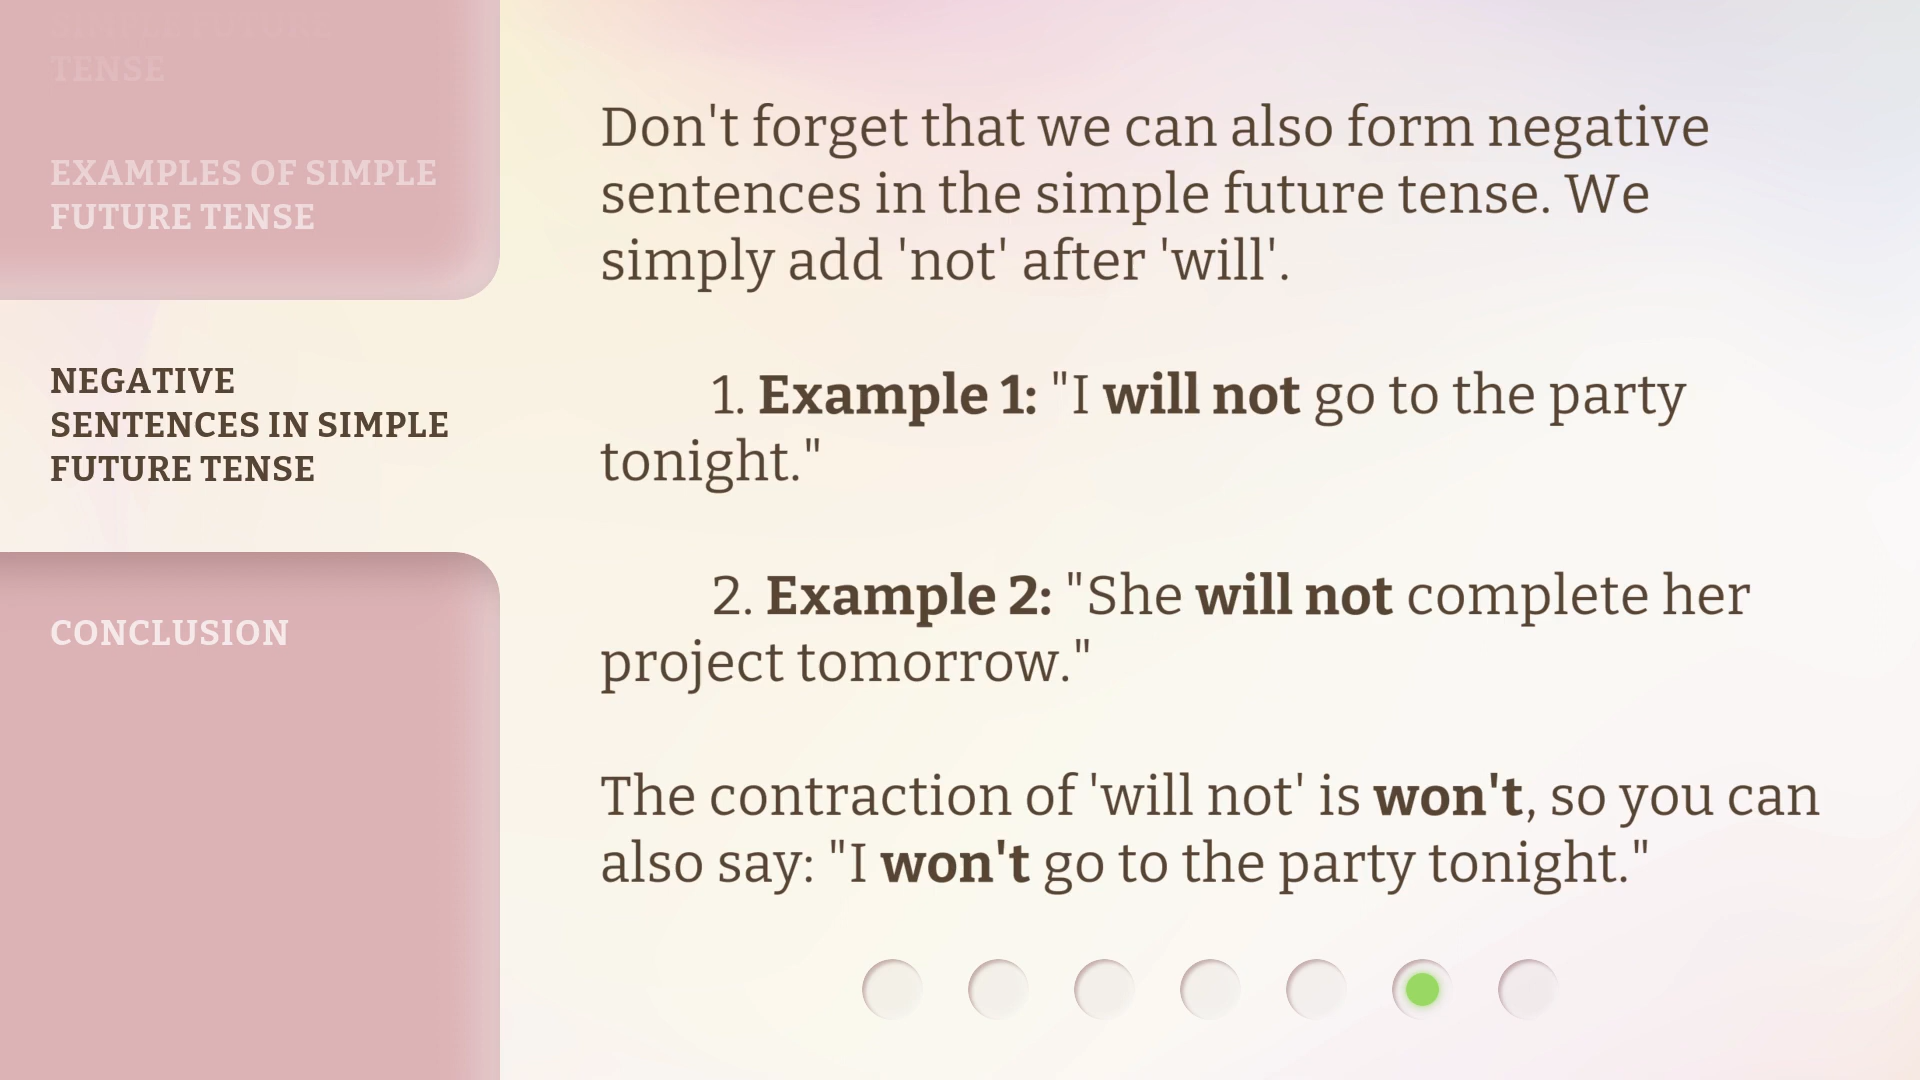 SIMPLE FUTURE
TENSE
EXAMPLES OF SIMPLE
FUTURE TENSE
NEGATIVE
SENTENCES IN SIMPLE
FUTURE TENSE
CONCLUSION
Don't forget that we can also form negative
sentences in the simple future tense. We
simply add 'not' after 'will'.
1. Example 1: "I will not go to the party
tonight."
2. Example 2: "She will not complete her
project tomorrow."
The contraction of 'will not' is won't, so you can
also say: "I won't go to the party tonight."